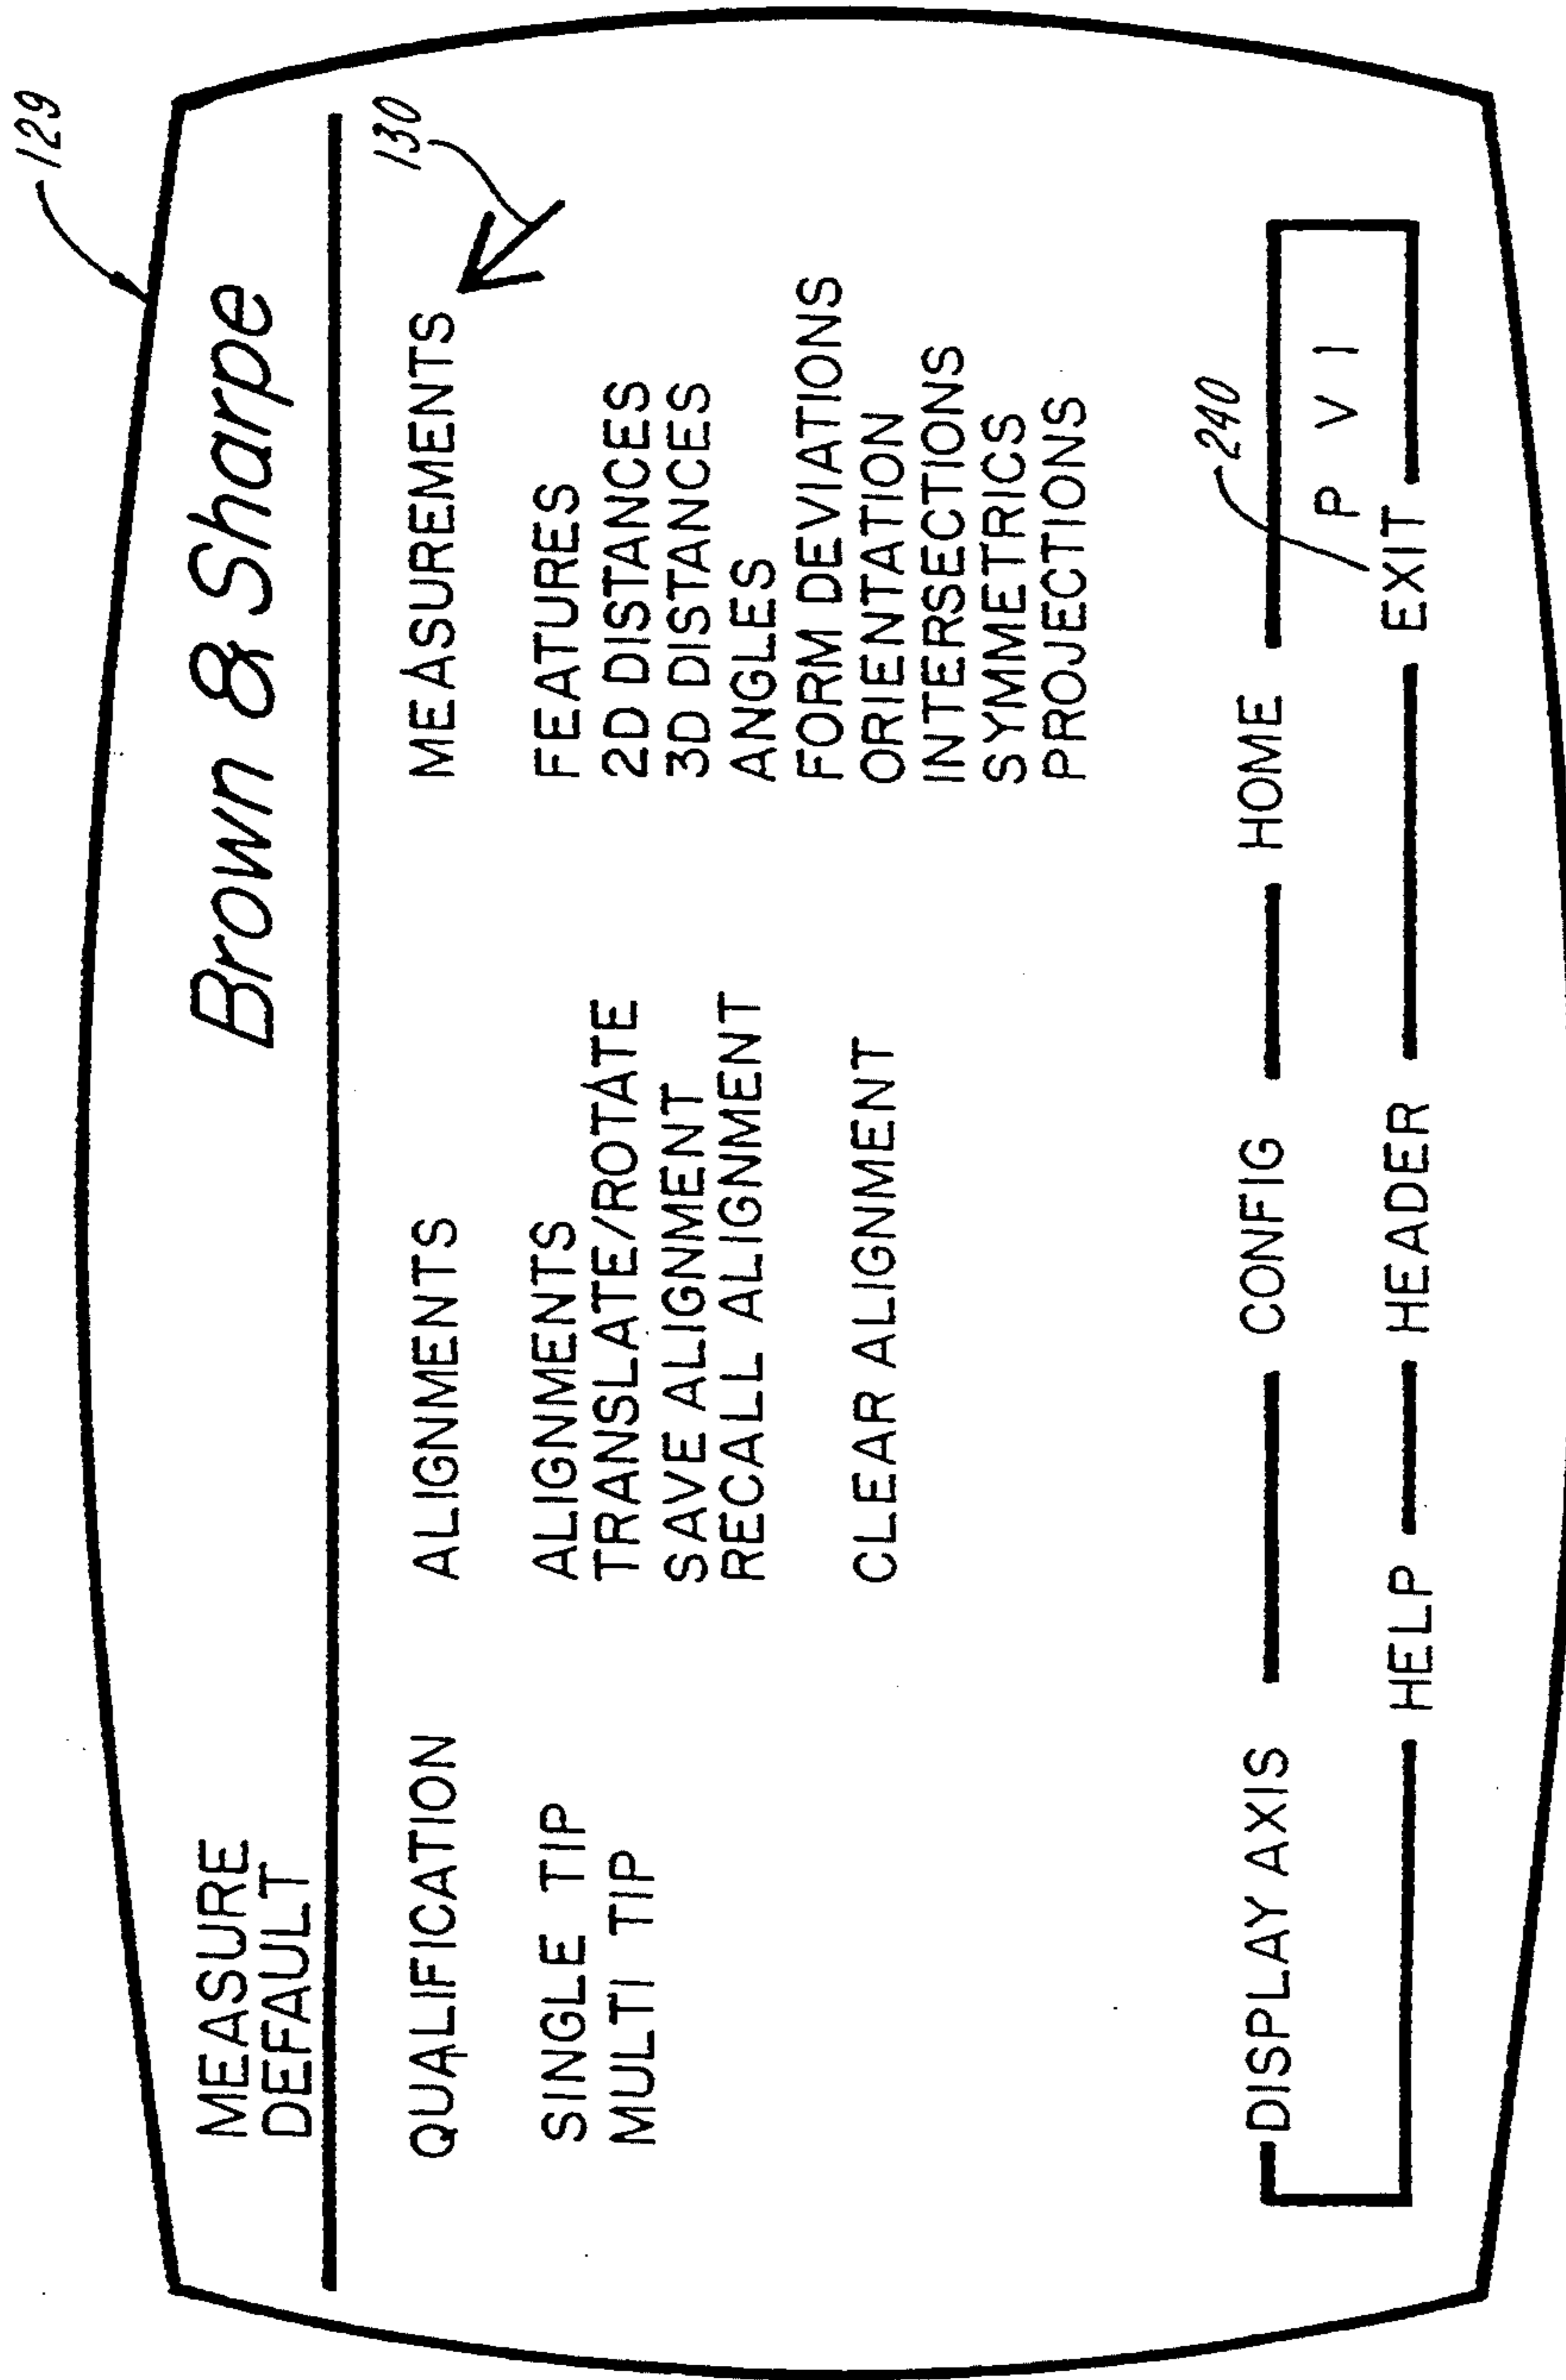 129
MEASURE
DEFAULT
Brown & Sharpe
130
QUALIFICATION
SINGLE TIP
MULTI TIP
ALIGNMENTS
ALIGNMENTS
TRANSLATE/ROTATE
SAVE ALIGNMENT
RECALL ALIGNMENT
CLEAR ALIGNMENT
MEASUREMENTS
FEATURES
2D DISTANCES
3D DISTANCES
ANGLES
FORM DEVIATIONS
ORIENTATION
INTERSECTIONS
SYMMETRICS
PROJECTIONS
240
DISPLAY AXIS CONFIG HOME
P V I
HELP HEADER EXIT